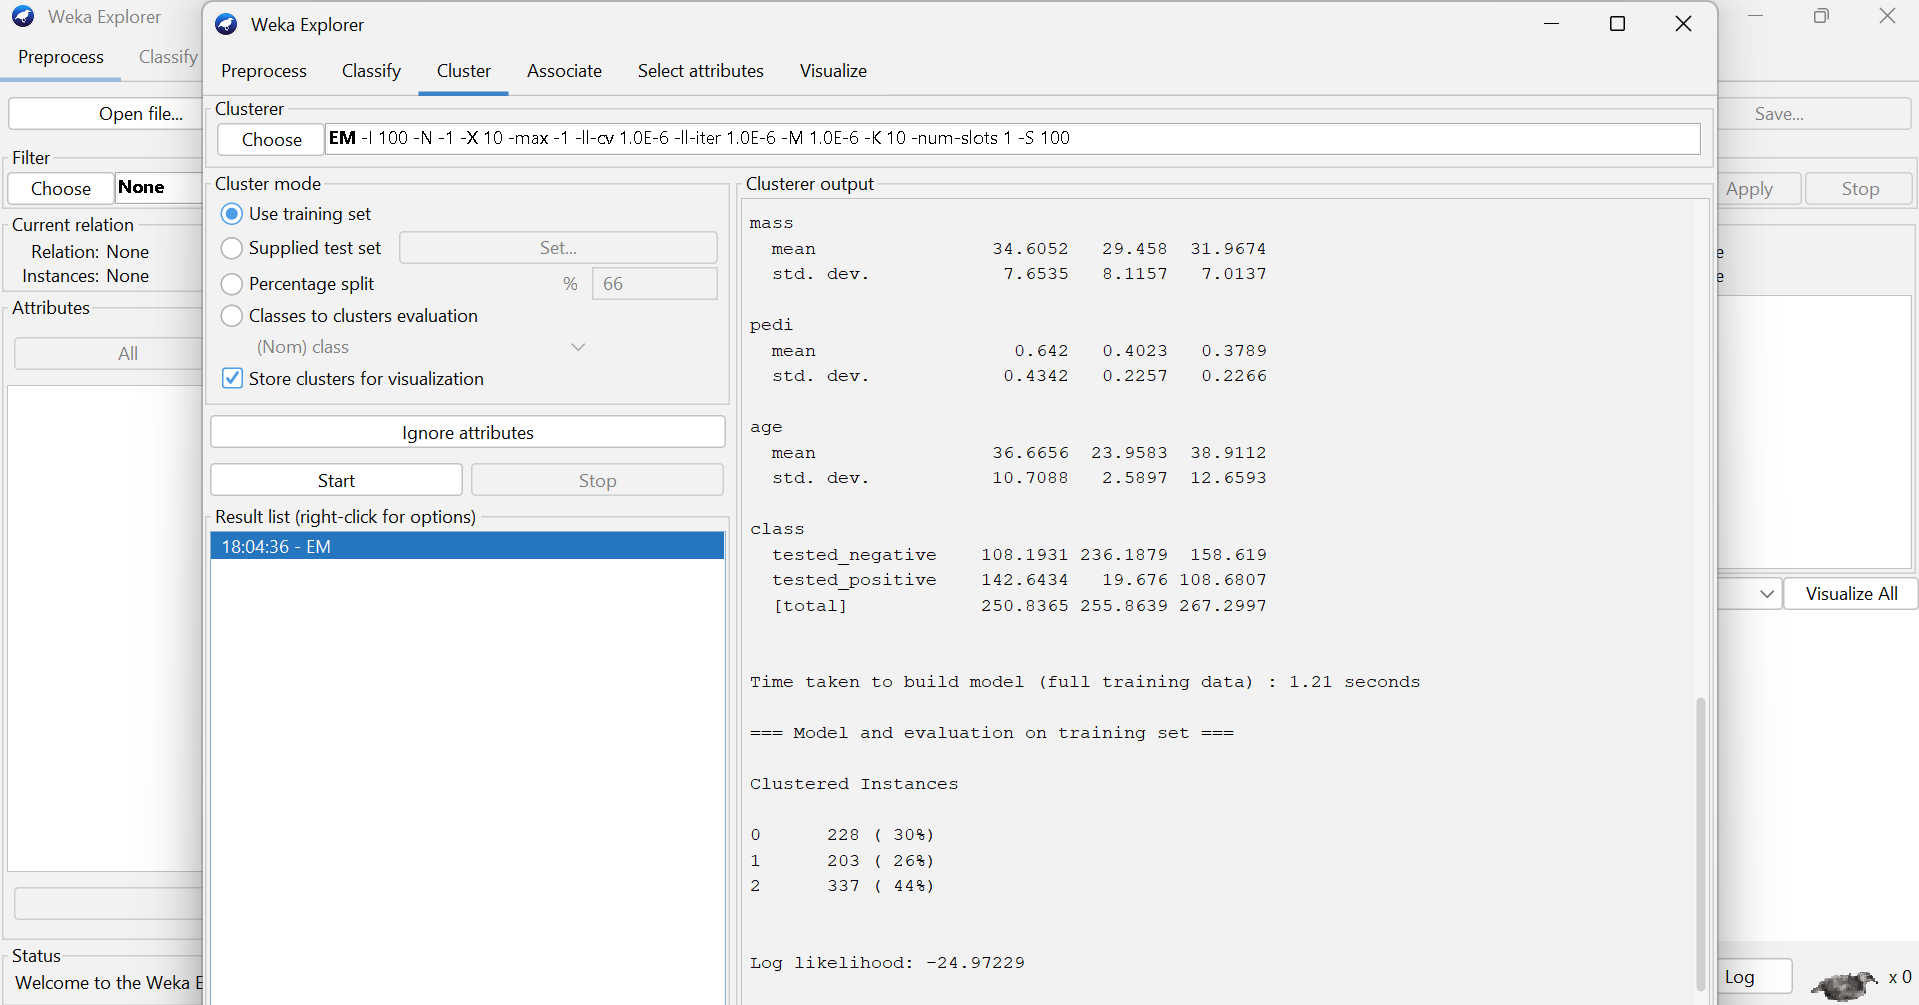 Weka Explorer
Preprocess Classify
Open file...
Filter
Choose None
Current relation
Relation: None
Instances: None
Attributes
All
Status
Welcome to the Weka E
Weka Explorer
Preprocess Classify Cluster Associate Select attributes Visualize
Clusterer
Choose EM -I 100 -N -1 -X 10 -max -1 -ll-cv 1.0E-6 -ll-iter 1.0E-6 -M 1.0E-6 -K 10 -num-slots 1 -S 100
Cluster mode
Use training set
Supplied test set Set...
Percentage split % 66
Classes to clusters evaluation
(Nom) class
Store clusters for visualization
Ignore attributes
Start Stop
Result list (right-click for options)
18:04:36 - EM
Clusterer output
mass
mean 34.6052 29.458 31.9674
std. dev. 7.6535 8.1157 7.0137
pedi
mean 0.642 0.4023 0.3789
std. dev. 0.4342 0.2257 0.2266
age
mean 36.6656 23.9583 38.9112
std. dev. 10.7088 2.5897 12.6593
class
tested_negative 108.1931 236.1879 158.619
tested_positive 142.6434 19.676 108.6807
[total] 250.8365 255.8639 267.2997
Time taken to build model (full training data) : 1.21 seconds
=== Model and evaluation on training set ===
Clustered Instances
0 228 ( 30%)
1 203 ( 26%)
2 337 ( 44%)
Log likelihood: -24.97229
Save...
Apply Stop
e
e
Visualize All
Log x 0